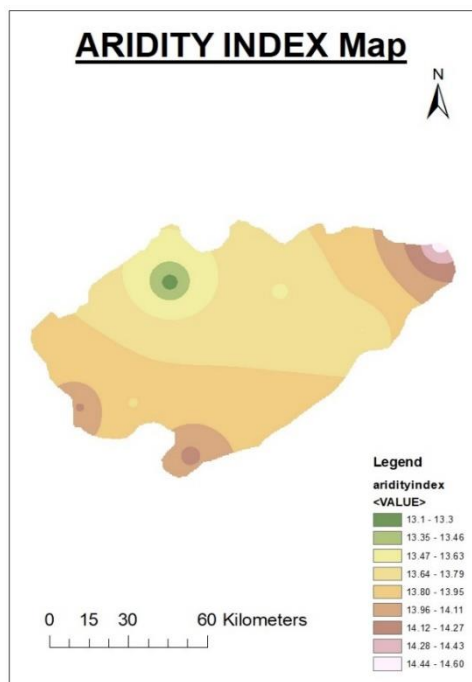 ARIDITY INDEX Map
N
Legend
aridityindex
<VALUE>
13.1 - 13.3
13.35 - 13.46
13.47 - 13.63
13.64 - 13.79
13.80 - 13.95
13.96 - 14.11
14.12 - 14.27
14.28 - 14.43
14.44 - 14.60
0 15 30 60 Kilometers